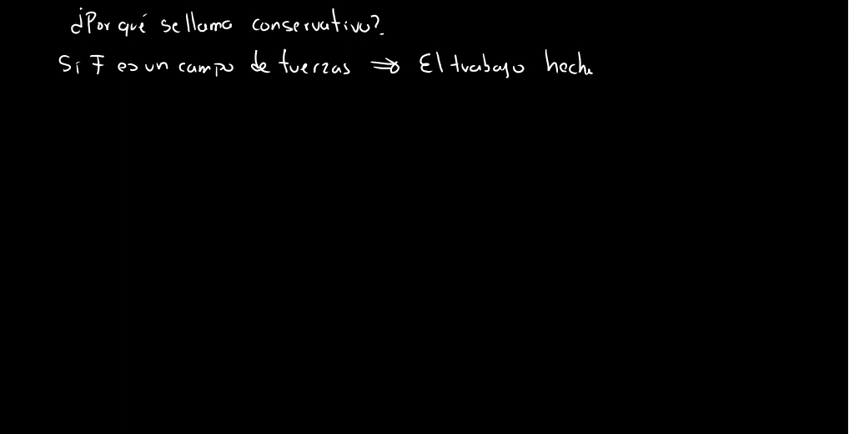 ¿Por qué se llama conservativo?.
Si F es un campo de fuerzas ⇒ El trabajo hecho